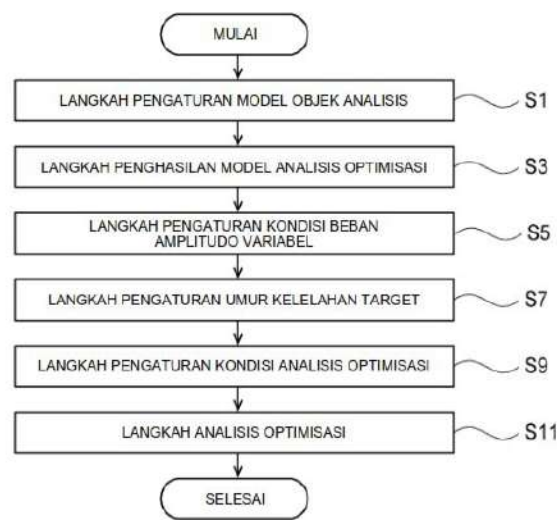 MULAI
LANGKAH PENGATURAN MODEL OBJEK ANALISIS
S1
LANGKAH PENGHASILAN MODEL ANALISIS OPTIMISASI
S3
LANGKAH PENGATURAN KONDISI BEBAN
AMPLITUDO VARIABEL
S5
LANGKAH PENGATURAN UMUR KELELAHAN TARGET
S7
LANGKAH PENGATURAN KONDISI ANALISIS OPTIMISASI
S9
LANGKAH ANALISIS OPTIMISASI
S11
SELESAI